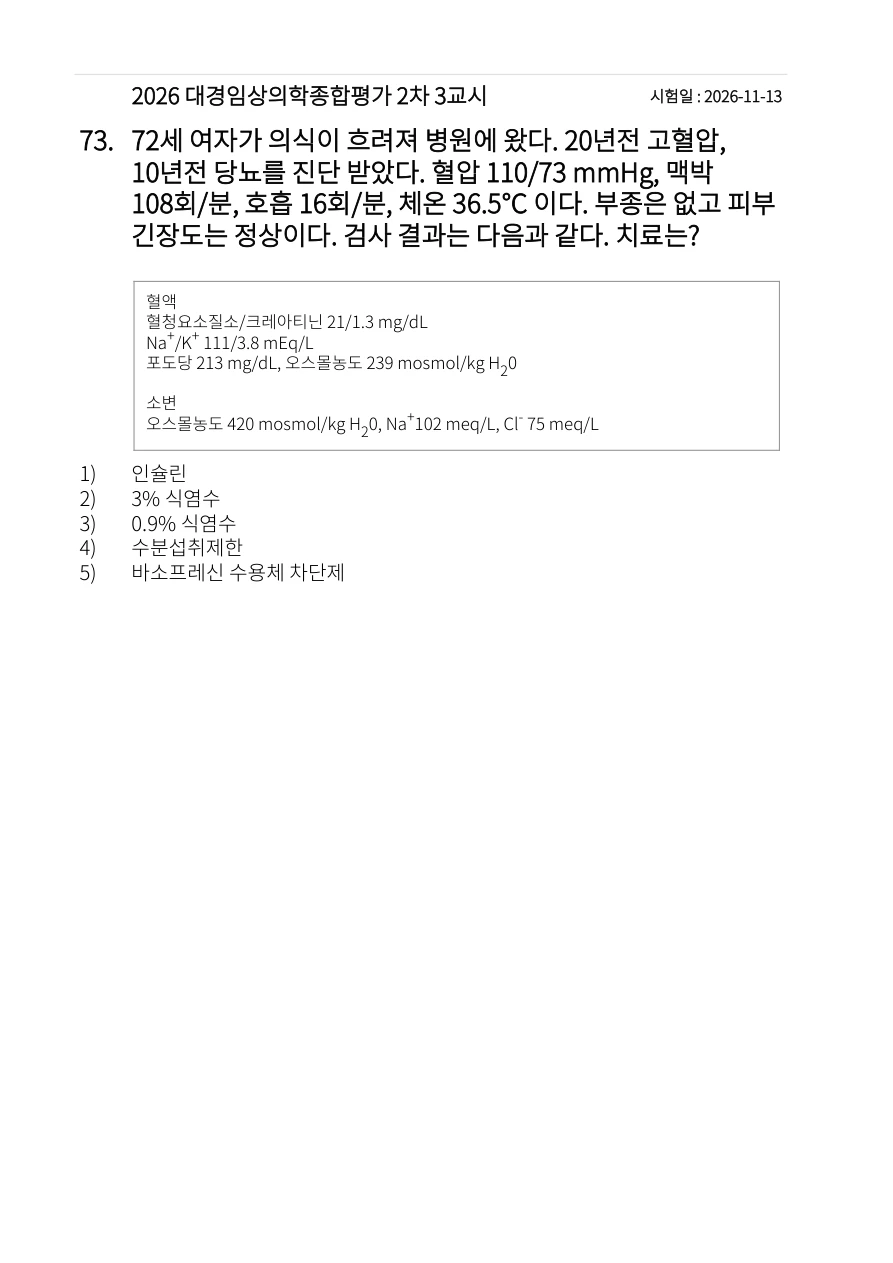 2026 대경임상의학종합평가 2차 3교시 시험일 : 2026-11-13
73. 72세 여자가 의식이 흐려져 병원에 왔다. 20년전 고혈압,
10년전 당뇨를 진단 받았다. 혈압 110/73 mmHg, 맥박
108회/분, 호흡 16회/분, 체온 36.5°C 이다. 부종은 없고 피부
긴장도는 정상이다. 검사 결과는 다음과 같다. 치료는?
혈액
혈청요소질소/크레아티닌 21/1.3 mg/dL
Na⁺/K⁺ 111/3.8 mEq/L
포도당 213 mg/dL, 오스몰농도 239 mosmol/kg H₂0
소변
오스몰농도 420 mosmol/kg H₂0, Na⁺102 meq/L, Cl⁻ 75 meq/L
1) 인슐린
2) 3% 식염수
3) 0.9% 식염수
4) 수분섭취제한
5) 바소프레신 수용체 차단제